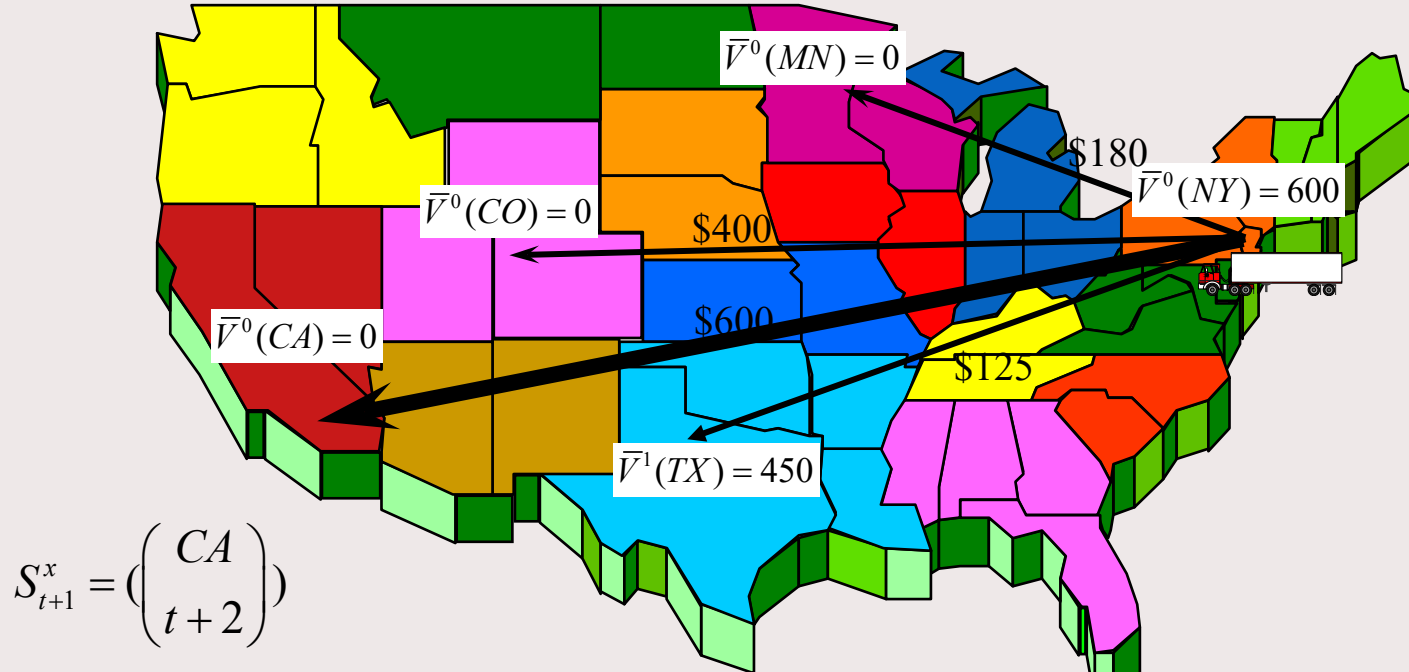 V̅⁰(MN) = 0
$180
V̅⁰(NY) = 600
V̅⁰(CO) = 0
$400
$600
V̅⁰(CA) = 0
$125
V̅¹(TX) = 450
Sˣₜ₊₁ = ((CA
t + 2))